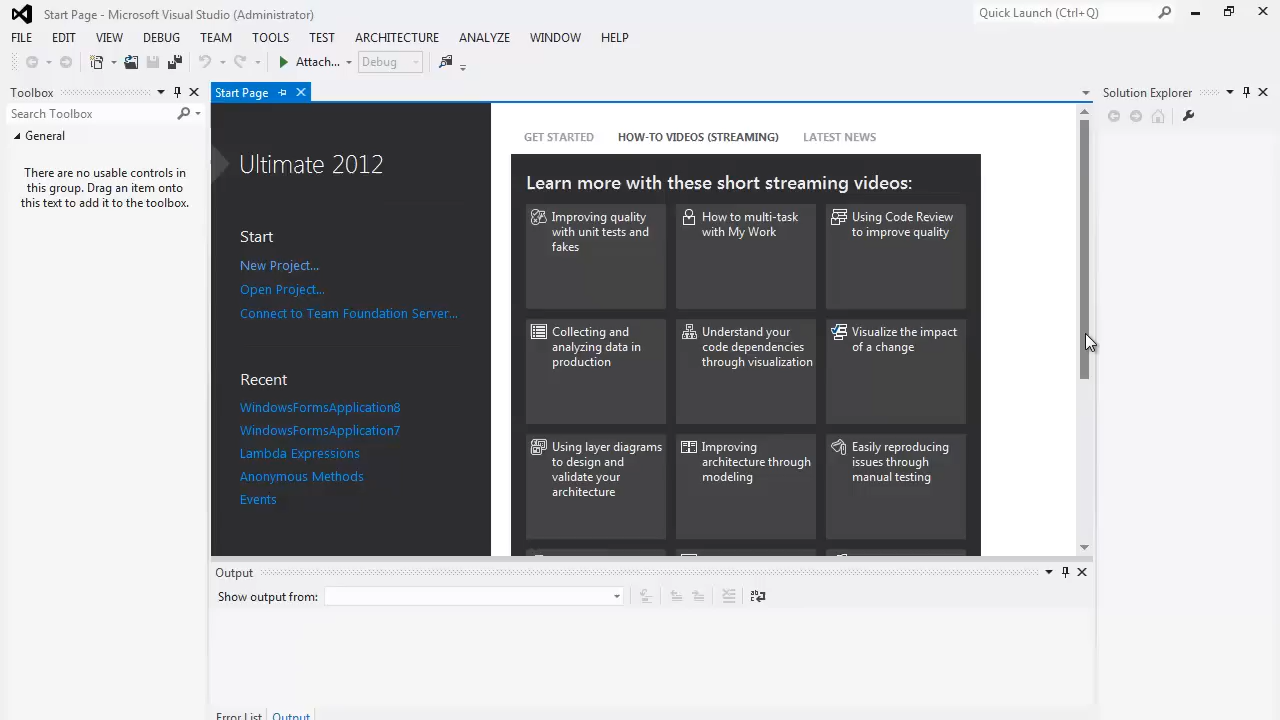 Start Page - Microsoft Visual Studio (Administrator)
Quick Launch (Ctrl+Q)
FILE EDIT VIEW DEBUG TEAM TOOLS TEST ARCHITECTURE ANALYZE WINDOW HELP
Attach... Debug
Toolbox
Search Toolbox
General
There are no usable controls in
this group. Drag an item onto
this text to add it to the toolbox.
Start Page
Ultimate 2012
Start
New Project...
Open Project...
Connect to Team Foundation Server...
Recent
WindowsFormsApplication8
WindowsFormsApplication7
Lambda Expressions
Anonymous Methods
Events
GET STARTED HOW-TO VIDEOS (STREAMING) LATEST NEWS
Learn more with these short streaming videos:
Improving quality
with unit tests and
fakes
How to multi-task
with My Work
Using Code Review
to improve quality
Collecting and
analyzing data in
production
Understand your
code dependencies
through visualization
Visualize the impact
of a change
Using layer diagrams
to design and
validate your
architecture
Improving
architecture through
modeling
Easily reproducing
issues through
manual testing
Solution Explorer
Output
Show output from:
Error List Output